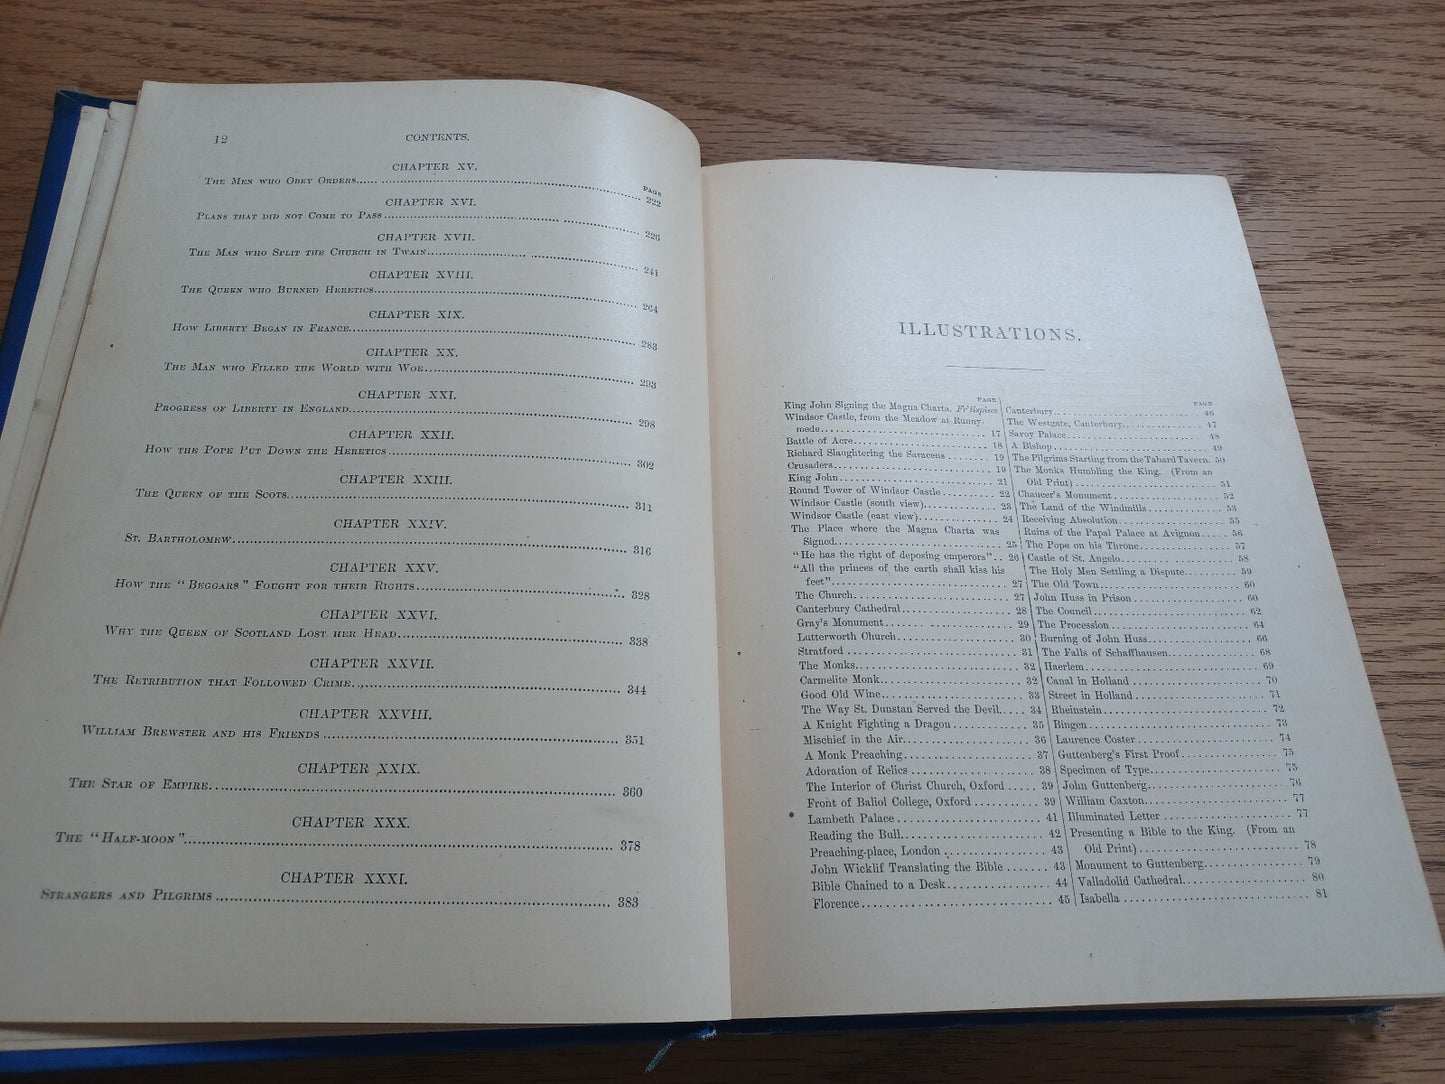 12 CONTENTS.
CHAPTER XV.
PAGE
The Men who Obey Orders...... 222
CHAPTER XVI.
Plans that did not Come to Pass...... 226
CHAPTER XVII.
The Man who Split the Church in Twain...... 241
CHAPTER XVIII.
The Queen who Burned Heretics...... 264
CHAPTER XIX.
How Liberty Began in France...... 283
CHAPTER XX.
The Man who Filled the World with Woe...... 293
CHAPTER XXI.
Progress of Liberty in England...... 298
CHAPTER XXII.
How the Pope Put Down the Heretics...... 302
CHAPTER XXIII.
The Queen of the Scots...... 311
CHAPTER XXIV.
St. Bartholomew...... 316
CHAPTER XXV.
How the "Beggars" Fought for their Rights...... 328
CHAPTER XXVI.
Why the Queen of Scotland Lost her Head...... 338
CHAPTER XXVII.
The Retribution that Followed Crime...... 344
CHAPTER XXVIII.
William Brewster and his Friends...... 351
CHAPTER XXIX.
The Star of Empire...... 360
CHAPTER XXX.
The "Half-moon"...... 378
CHAPTER XXXI.
Strangers and Pilgrims...... 383
ILLUSTRATIONS.
PAGE
King John Signing the Magna Charta. Fr'tispiece
Windsor Castle, from the Meadow at Runny-
mede...... 17
Battle of Acre...... 18
Richard Slaughtering the Saracens...... 19
Crusaders...... 19
King John...... 21
Round Tower of Windsor Castle...... 22
Windsor Castle (south view)...... 23
Windsor Castle (east view)...... 24
The Place where the Magna Charta was
Signed...... 25
"He has the right of deposing emperors".. 26
"All the princes of the earth shall kiss his
feet"...... 27
The Church...... 27
Canterbury Cathedral...... 28
Gray's Monument...... 29
Lutterworth Church...... 30
Stratford...... 31
The Monks...... 32
Carmelite Monk...... 32
Good Old Wine...... 33
The Way St. Dunstan Served the Devil..... 34
A Knight Fighting a Dragon...... 35
Mischief in the Air...... 36
A Monk Preaching...... 37
Adoration of Relics...... 38
The Interior of Christ Church, Oxford..... 39
Front of Baliol College, Oxford...... 39
Lambeth Palace...... 41
Reading the Bull...... 42
Preaching-place, London...... 43
John Wicklif Translating the Bible...... 43
Bible Chained to a Desk...... 44
Florence...... 45
PAGE
Canterbury...... 46
The Westgate, Canterbury...... 47
Savoy Palace...... 48
A Bishop...... 49
The Pilgrims Starting from the Tabard Tavern. 50
The Monks Humbling the King. (From an
Old Print)...... 51
Chaucer's Monument...... 52
The Land of the Windmills...... 53
Receiving Absolution...... 55
Ruins of the Papal Palace at Avignon..... 56
The Pope on his Throne...... 57
Castle of St. Angelo...... 58
The Holy Men Settling a Dispute...... 59
The Old Town...... 60
John Huss in Prison...... 60
The Council...... 62
The Procession...... 64
Burning of John Huss...... 66
The Falls of Schaffhausen...... 68
Haerlem...... 69
Canal in Holland...... 70
Street in Holland...... 71
Rheinstein...... 72
Bingen...... 73
Laurence Coster...... 74
Guttenberg's First Proof...... 75
Specimen of Type...... 75
John Guttenberg...... 76
William Caxton...... 77
Illuminated Letter...... 77
Presenting a Bible to the King. (From an
Old Print)...... 78
Monument to Guttenberg...... 79
Valladolid Cathedral...... 80
Isabella...... 81